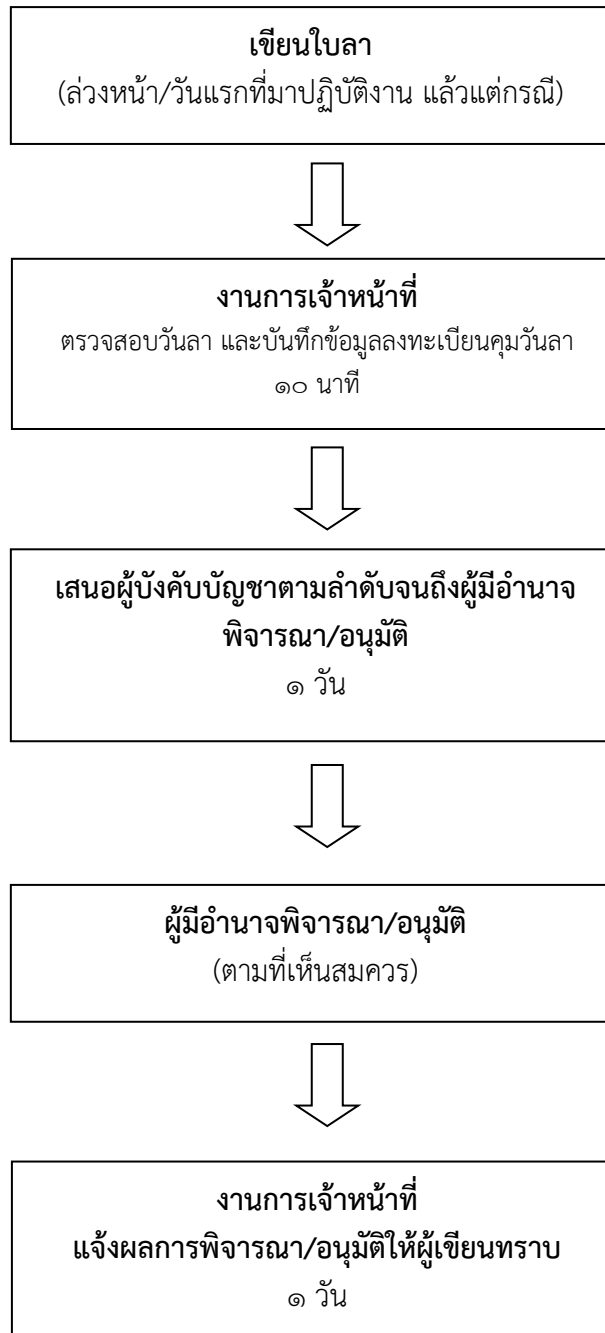 เขียนใบลา
(ล่วงหน้า/วันแรกที่มาปฏิบัติงาน แล้วแต่กรณี)
งานการเจ้าหน้าที่
ตรวจสอบวันลา และบันทึกข้อมูลลงทะเบียนคุมวันลา
๑๐ นาที
เสนอผู้บังคับบัญชาตามลำดับจนถึงผู้มีอำนาจ
พิจารณา/อนุมัติ
๑ วัน
ผู้มีอำนาจพิจารณา/อนุมัติ
(ตามที่เห็นสมควร)
งานการเจ้าหน้าที่
แจ้งผลการพิจารณา/อนุมัติให้ผู้เขียนทราบ
๑ วัน